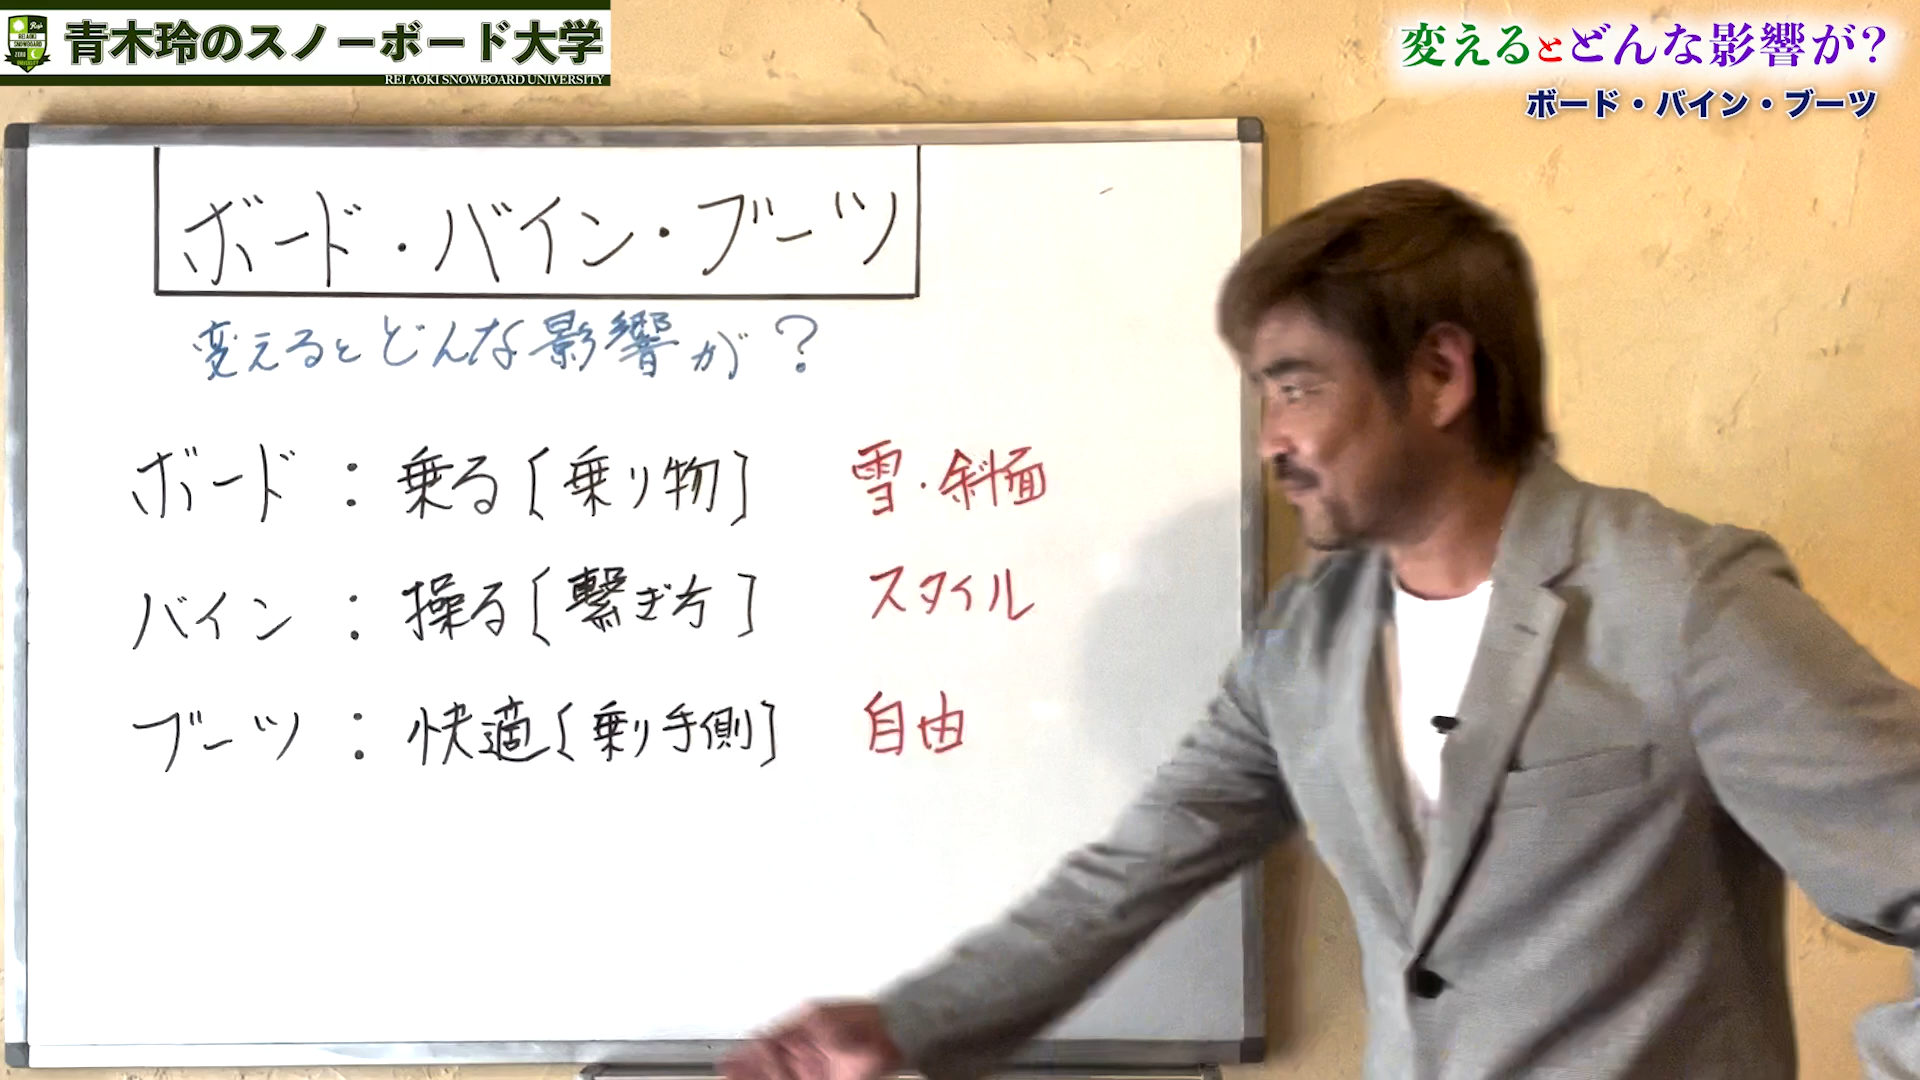 青木玲のスノーボード大学
REI AOKI SNOWBOARD UNIVERSITY
変えるとどんな影響が?
ボード・バイン・ブーツ
ボード・バイン・ブーツ
変えるとどんな影響が?
ボード:乗る[乗り物] 雪・斜面
バイン:操る[繋ぎ方] スタイル
ブーツ:快適[乗り手側] 自由